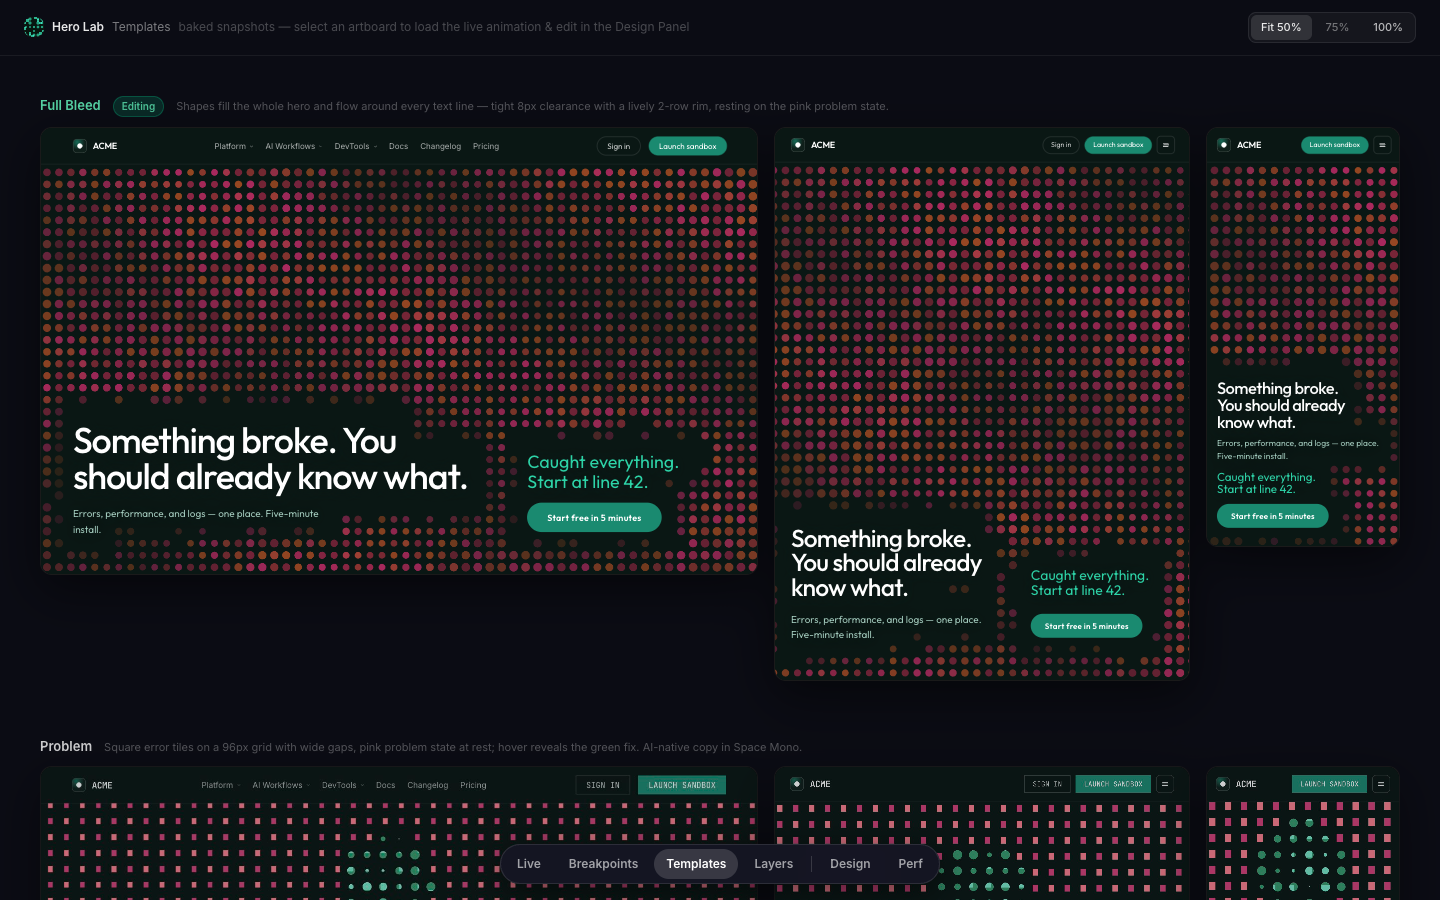 Hero Lab Templates baked snapshots — select an artboard to load the live animation & edit in the Design Panel
Fit 50% 75% 100%
Full Bleed Editing Shapes fill the whole hero and flow around every text line — tight 8px clearance with a lively 2-row rim, resting on the pink problem state.
ACME Platform AI Workflows DevTools Docs Changelog Pricing Sign in Launch sandbox
Something broke. You
should already know what.
Errors, performance, and logs — one place. Five-minute
install.
Caught everything.
Start at line 42.
Start free in 5 minutes
ACME Sign in Launch sandbox
Something broke.
You should already
know what.
Errors, performance, and logs — one place.
Five-minute install.
Caught everything.
Start at line 42.
Start free in 5 minutes
ACME Launch sandbox
Something broke.
You should already
know what.
Errors, performance, and logs — one place.
Five-minute install.
Caught everything.
Start at line 42.
Start free in 5 minutes
Problem Square error tiles on a 96px grid with wide gaps, pink problem state at rest; hover reveals the green fix. AI-native copy in Space Mono.
ACME Platform AI Workflows DevTools Docs Changelog Pricing SIGN IN LAUNCH SANDBOX
ACME SIGN IN LAUNCH SANDBOX
ACME LAUNCH SANDBOX
Live Breakpoints Templates Layers Design Perf